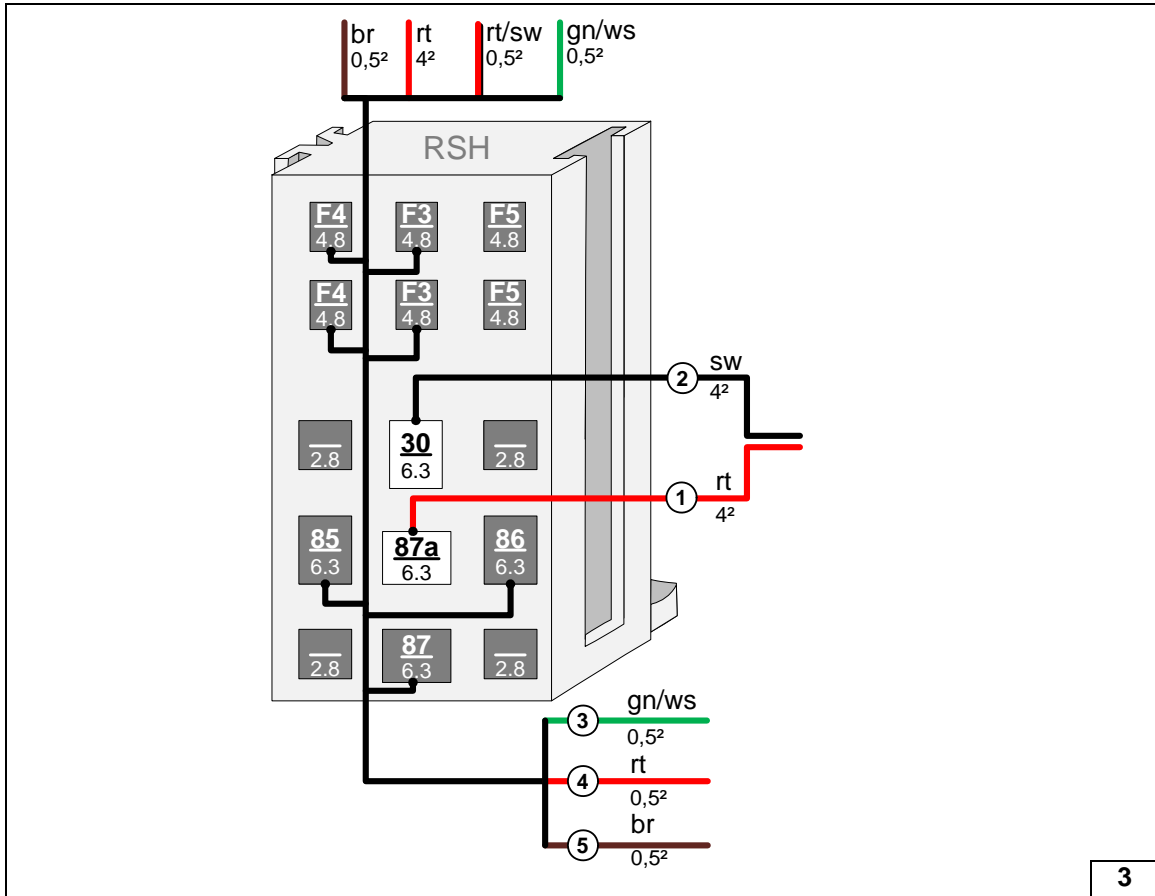 br rt rt/sw gn/ws
0,5² 4² 0,5² 0,5²
RSH
F4 F3 F5
4.8 4.8 4.8
F4 F3 F5
4.8 4.8 4.8
2 sw
4²
30
2.8 6.3 2.8
1 rt
4²
85 87a 86
6.3 6.3 6.3
87
2.8 6.3 2.8
3 gn/ws
0,5²
4 rt
0,5²
5 br
0,5²
3